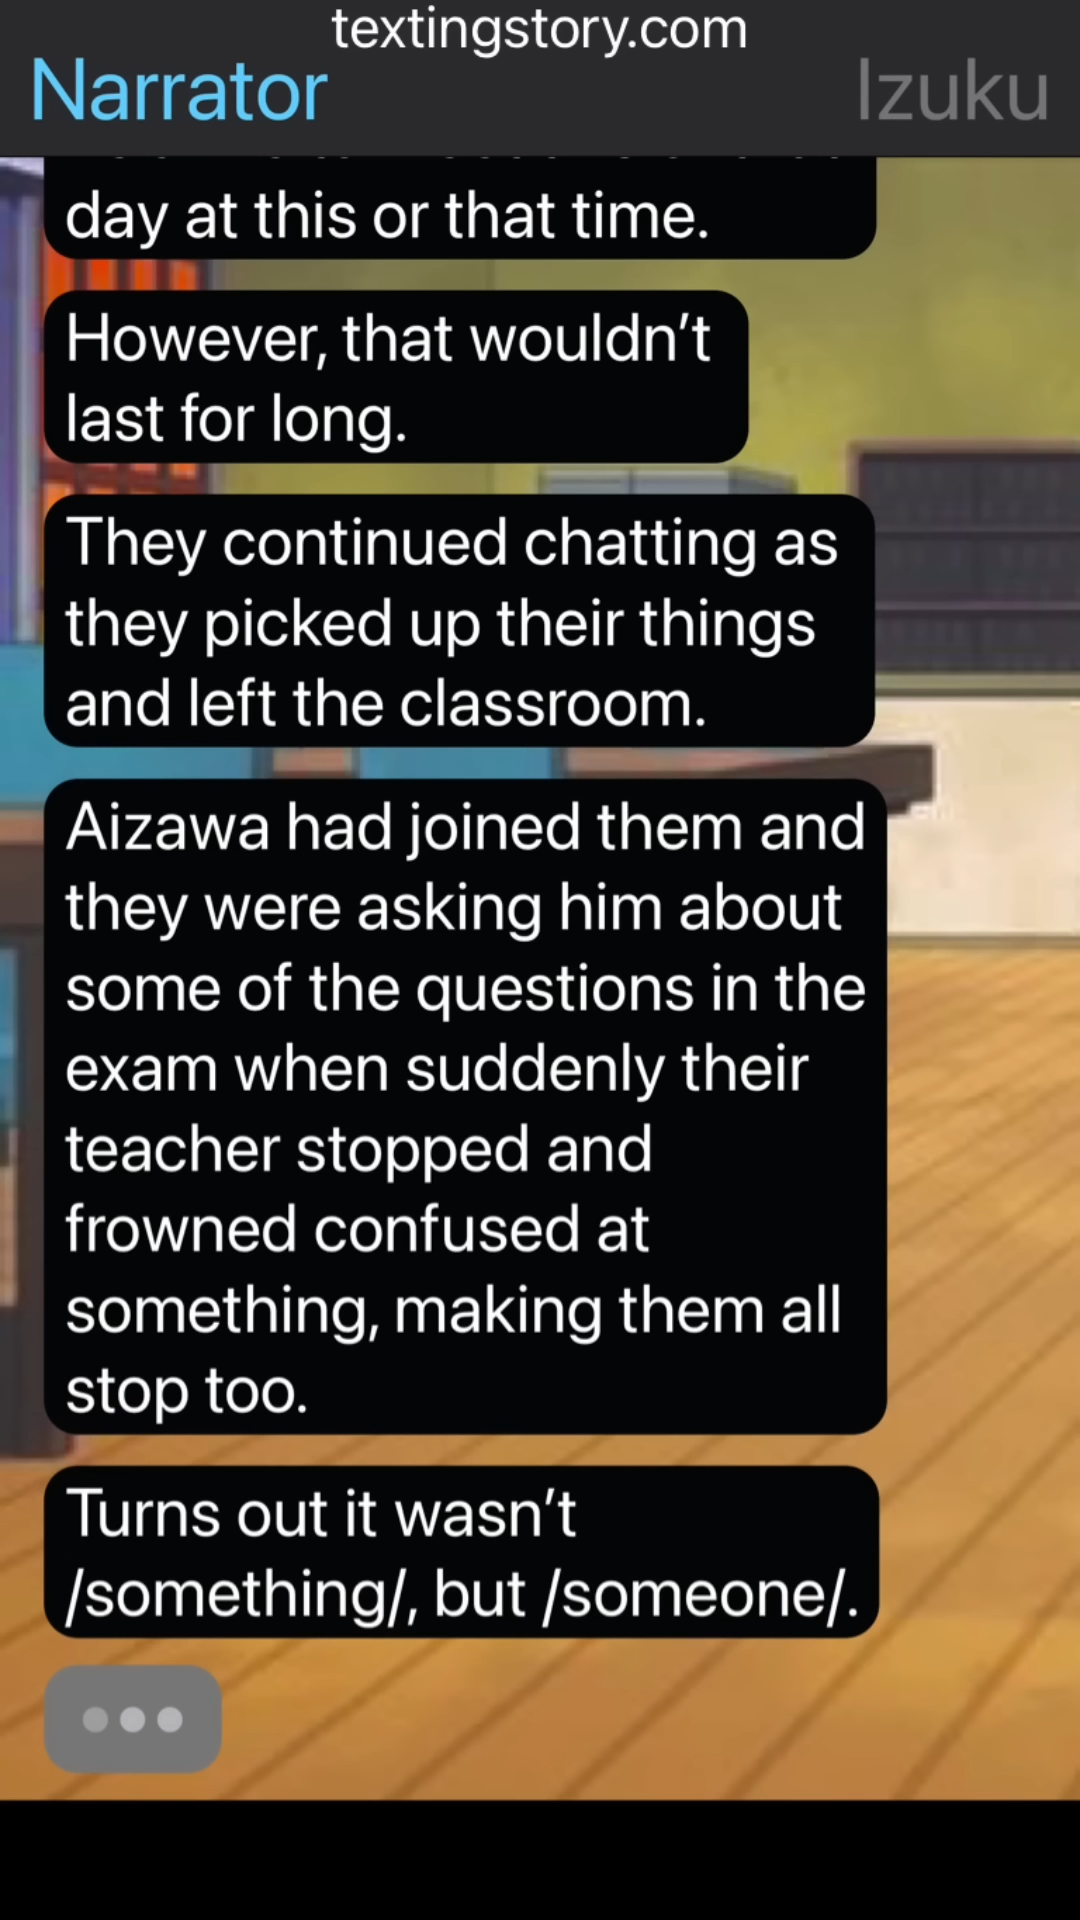 textingstory.com
Narrator
Izuku
day at this or that time.
However, that wouldn’t
last for long.
They continued chatting as
they picked up their things
and left the classroom.
Aizawa had joined them and
they were asking him about
some of the questions in the
exam when suddenly their
teacher stopped and
frowned confused at
something, making them all
stop too.
Turns out it wasn’t
/something/, but /someone/.